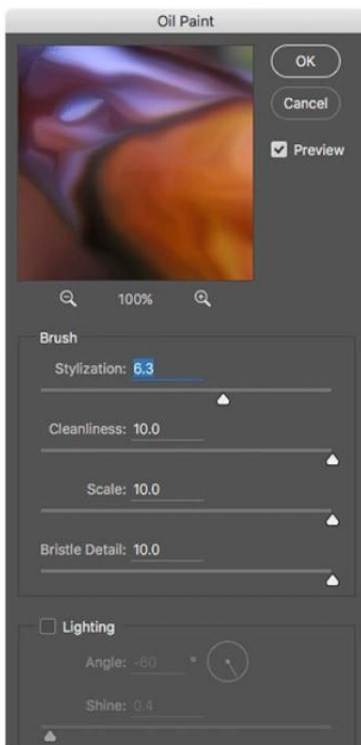 Oil Paint
OK
Cancel
Preview
100%
Brush
Stylization: 6.3
Cleanliness: 10.0
Scale: 10.0
Bristle Detail: 10.0
Lighting
Angle: -60 °
Shine: 0.4